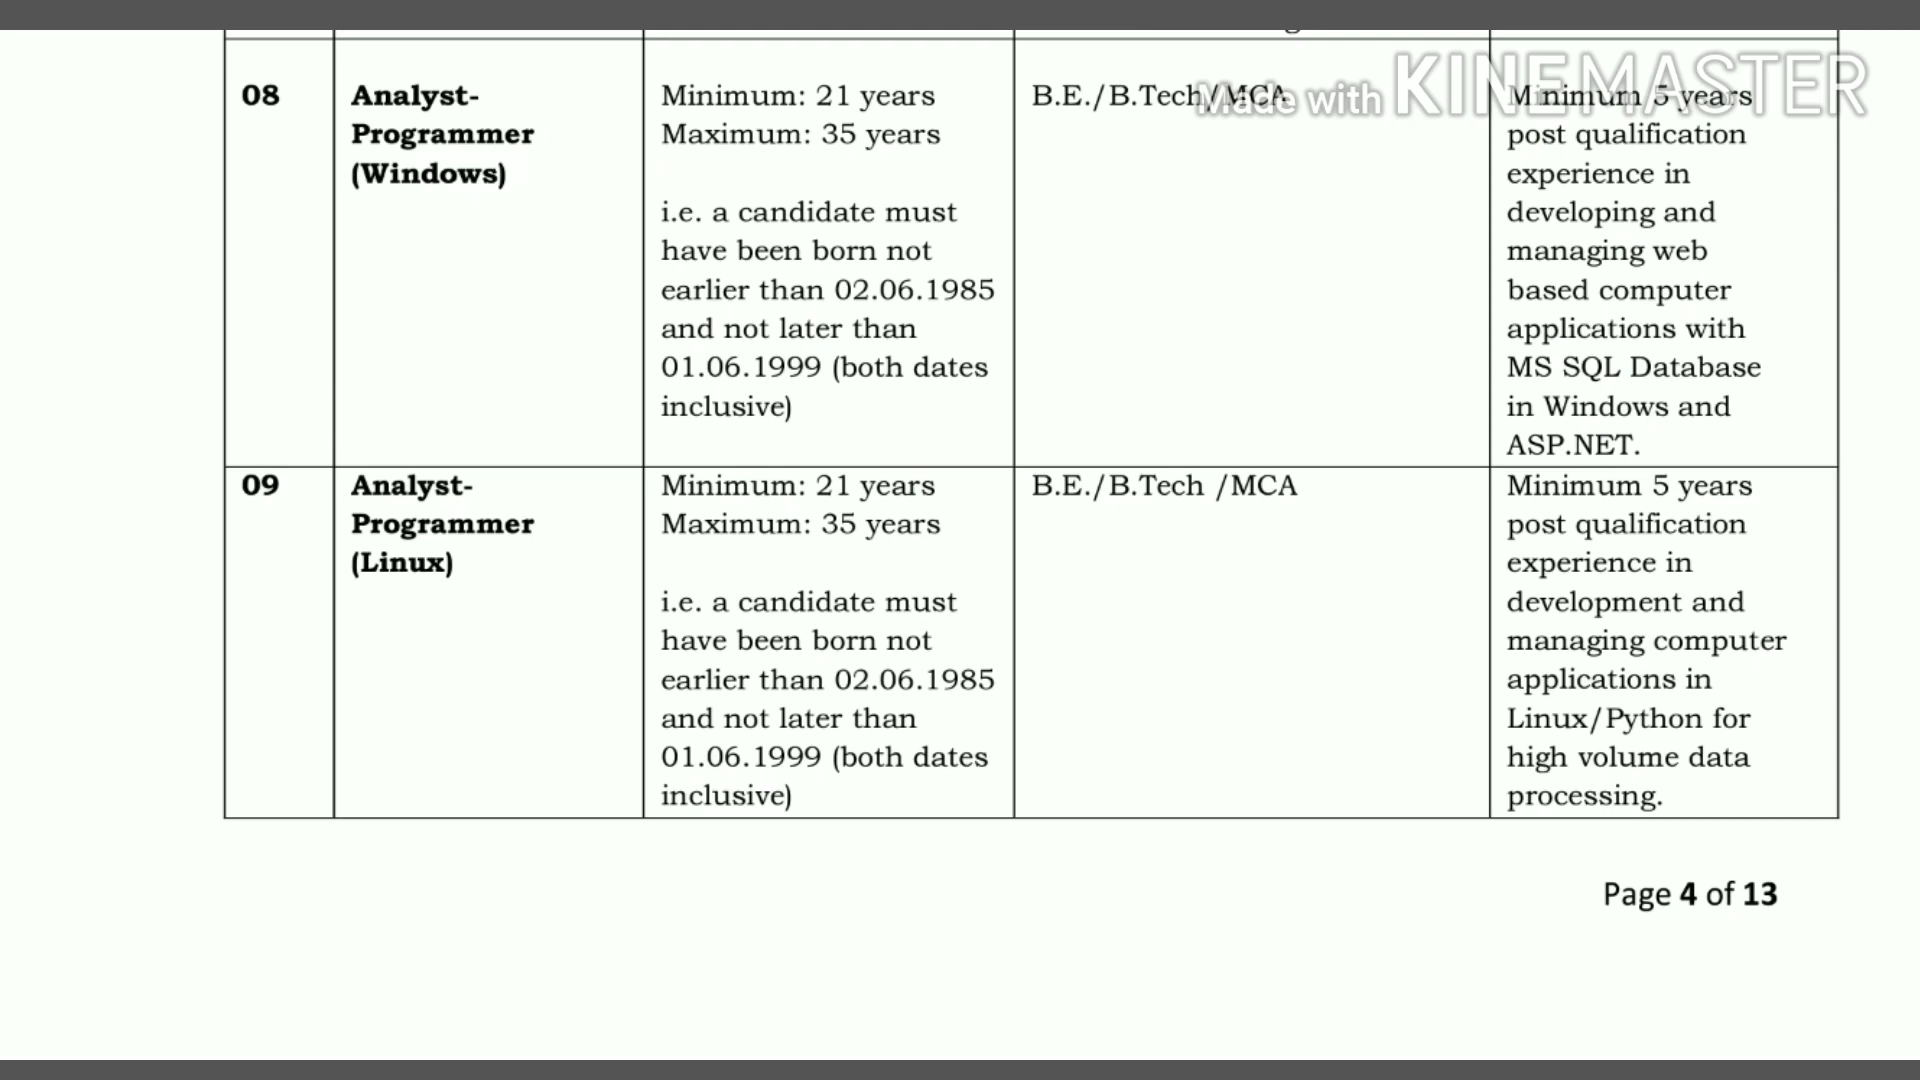 Made with KINEMASTER
08
Analyst-
Programmer
(Windows)
Minimum: 21 years
Maximum: 35 years
i.e. a candidate must
have been born not
earlier than 02.06.1985
and not later than
01.06.1999 (both dates
inclusive)
B.E./B.Tech/MCA
Minimum 5 years
post qualification
experience in
developing and
managing web
based computer
applications with
MS SQL Database
in Windows and
ASP.NET.
09
Analyst-
Programmer
(Linux)
Minimum: 21 years
Maximum: 35 years
i.e. a candidate must
have been born not
earlier than 02.06.1985
and not later than
01.06.1999 (both dates
inclusive)
B.E./B.Tech /MCA
Minimum 5 years
post qualification
experience in
development and
managing computer
applications in
Linux/Python for
high volume data
processing.
Page 4 of 13